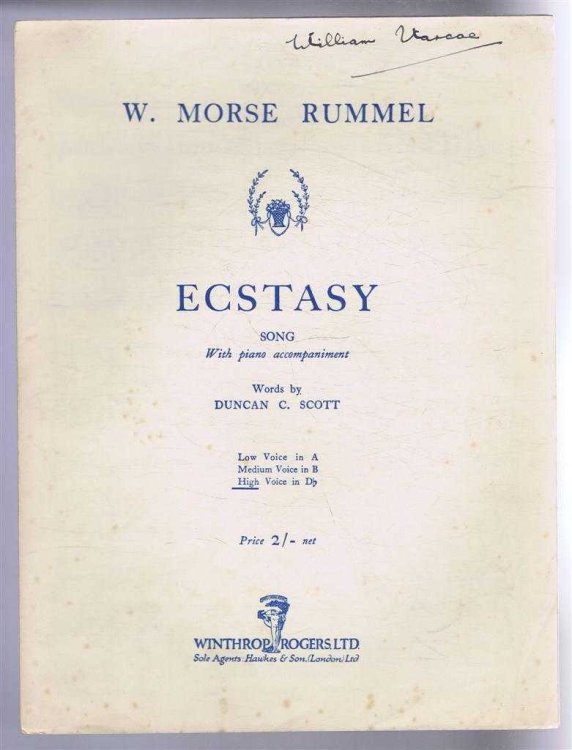 William Varcoe
W. MORSE RUMMEL
ECSTASY
SONG
With piano accompaniment
Words by
DUNCAN C. SCOTT
Low Voice in A
Medium Voice in B
High Voice in D♭
Price 2/- net
WINTHROP ROGERS LTD.
Sole Agents: Hawkes & Son. (London) Ltd